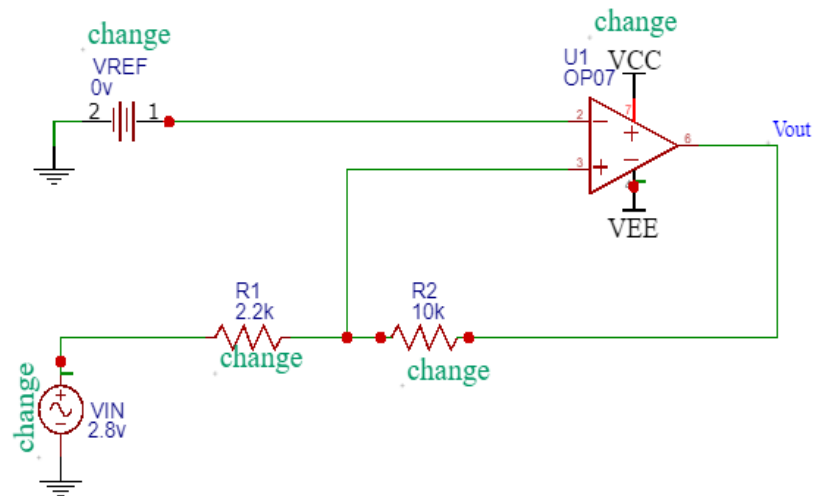 change
VREF
0v
2 1
change
U1
OP07
VCC
7
2
3
6
4
VEE
Vout
R1
2.2k
change
R2
10k
change
change
VIN
2.8v